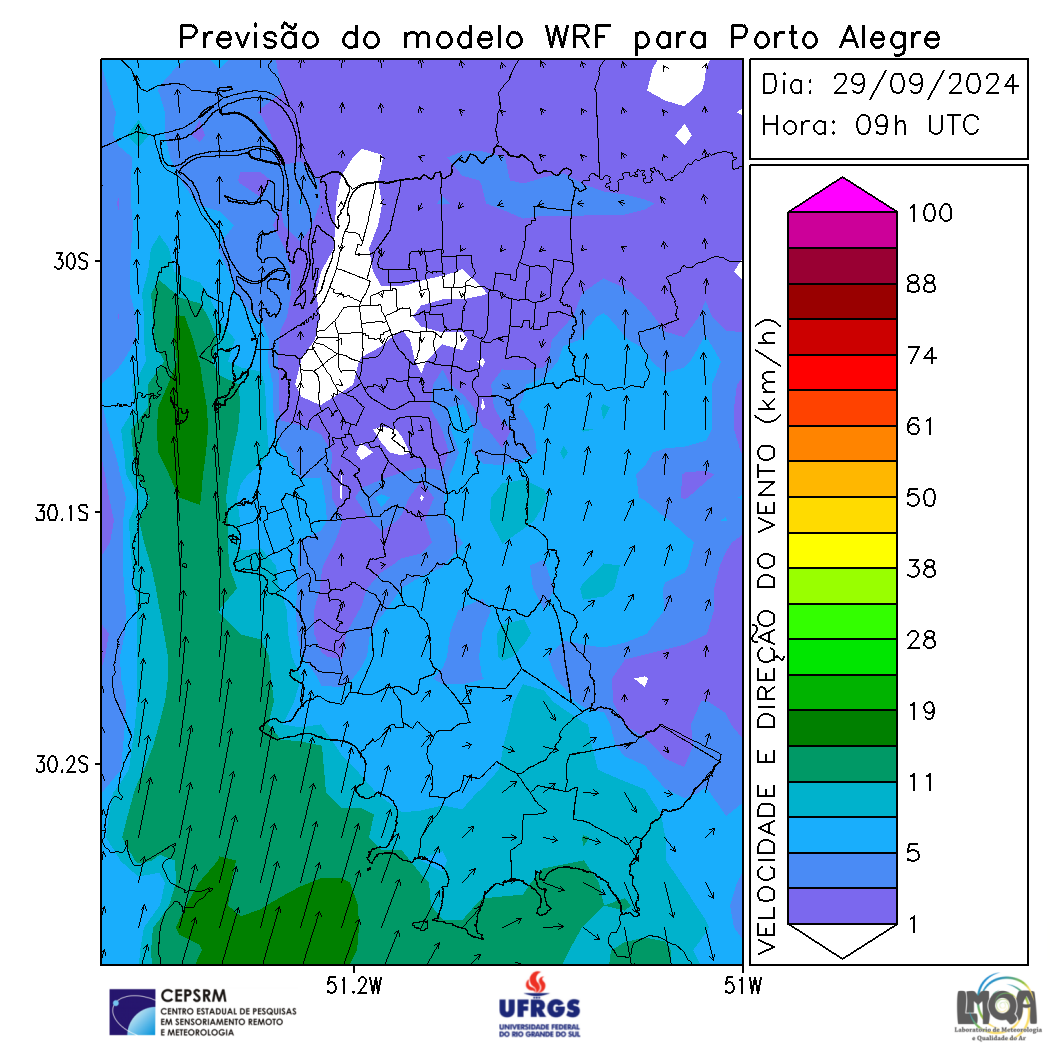 Previsão do modelo WRF para Porto Alegre
Dia: 29/09/2024
Hora: 09h UTC
30S
30.1S
30.2S
51.2W
51W
VELOCIDADE E DIREÇÃO DO VENTO (km/h)
100
88
74
61
50
38
28
19
11
5
1
CEPSRM
CENTRO ESTADUAL DE PESQUISAS
EM SENSORIAMENTO REMOTO
E METEOROLOGIA
UFRGS
UNIVERSIDADE FEDERAL
DO RIO GRANDE DO SUL
LMQA
Laboratório de Meteorologia
e Qualidade do Ar